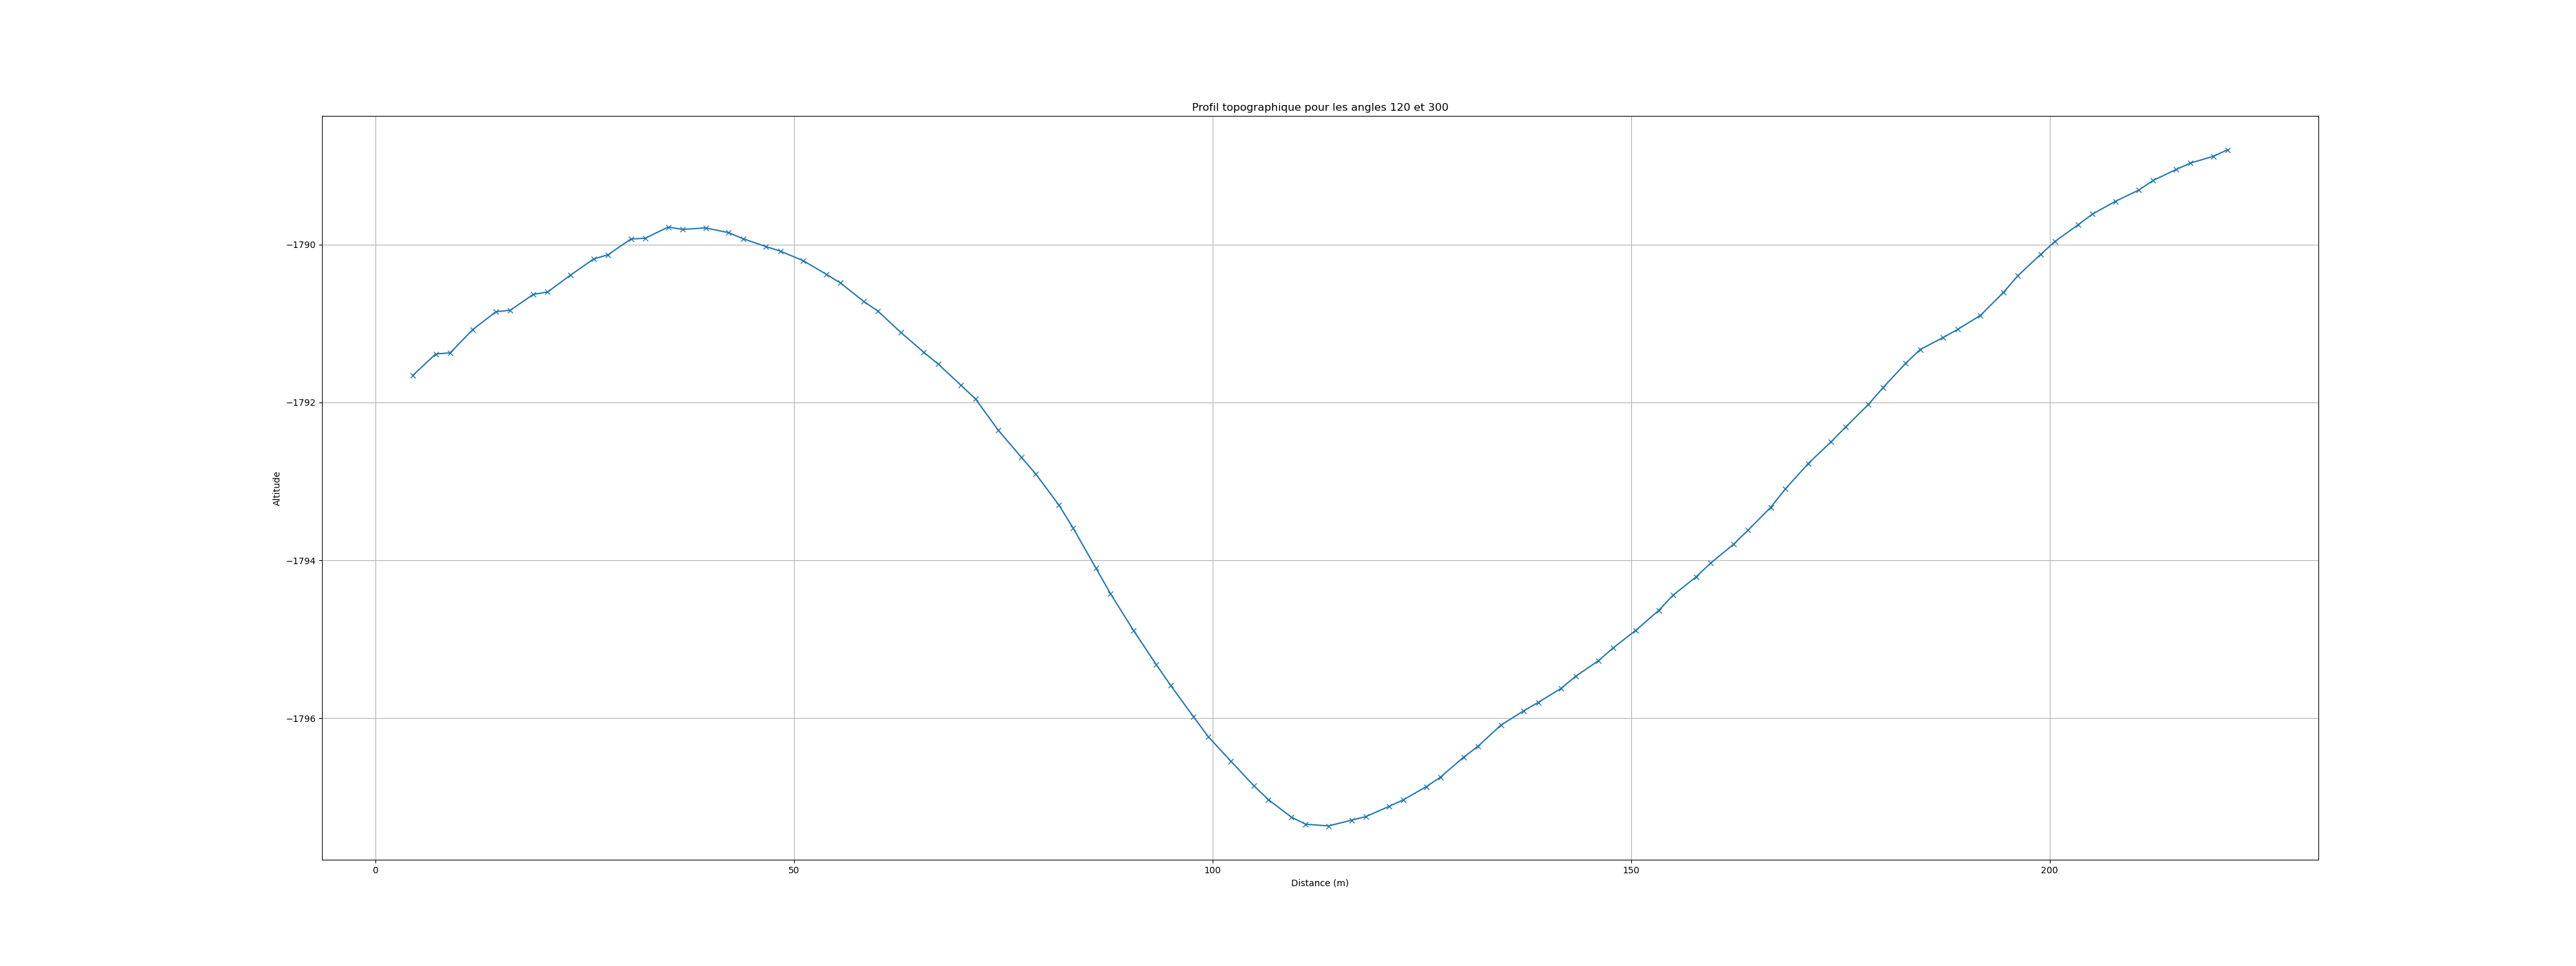 Profil topographique pour les angles 120 et 300
Altitude
−1790
−1792
−1794
−1796
0 50 100 150 200
Distance (m)